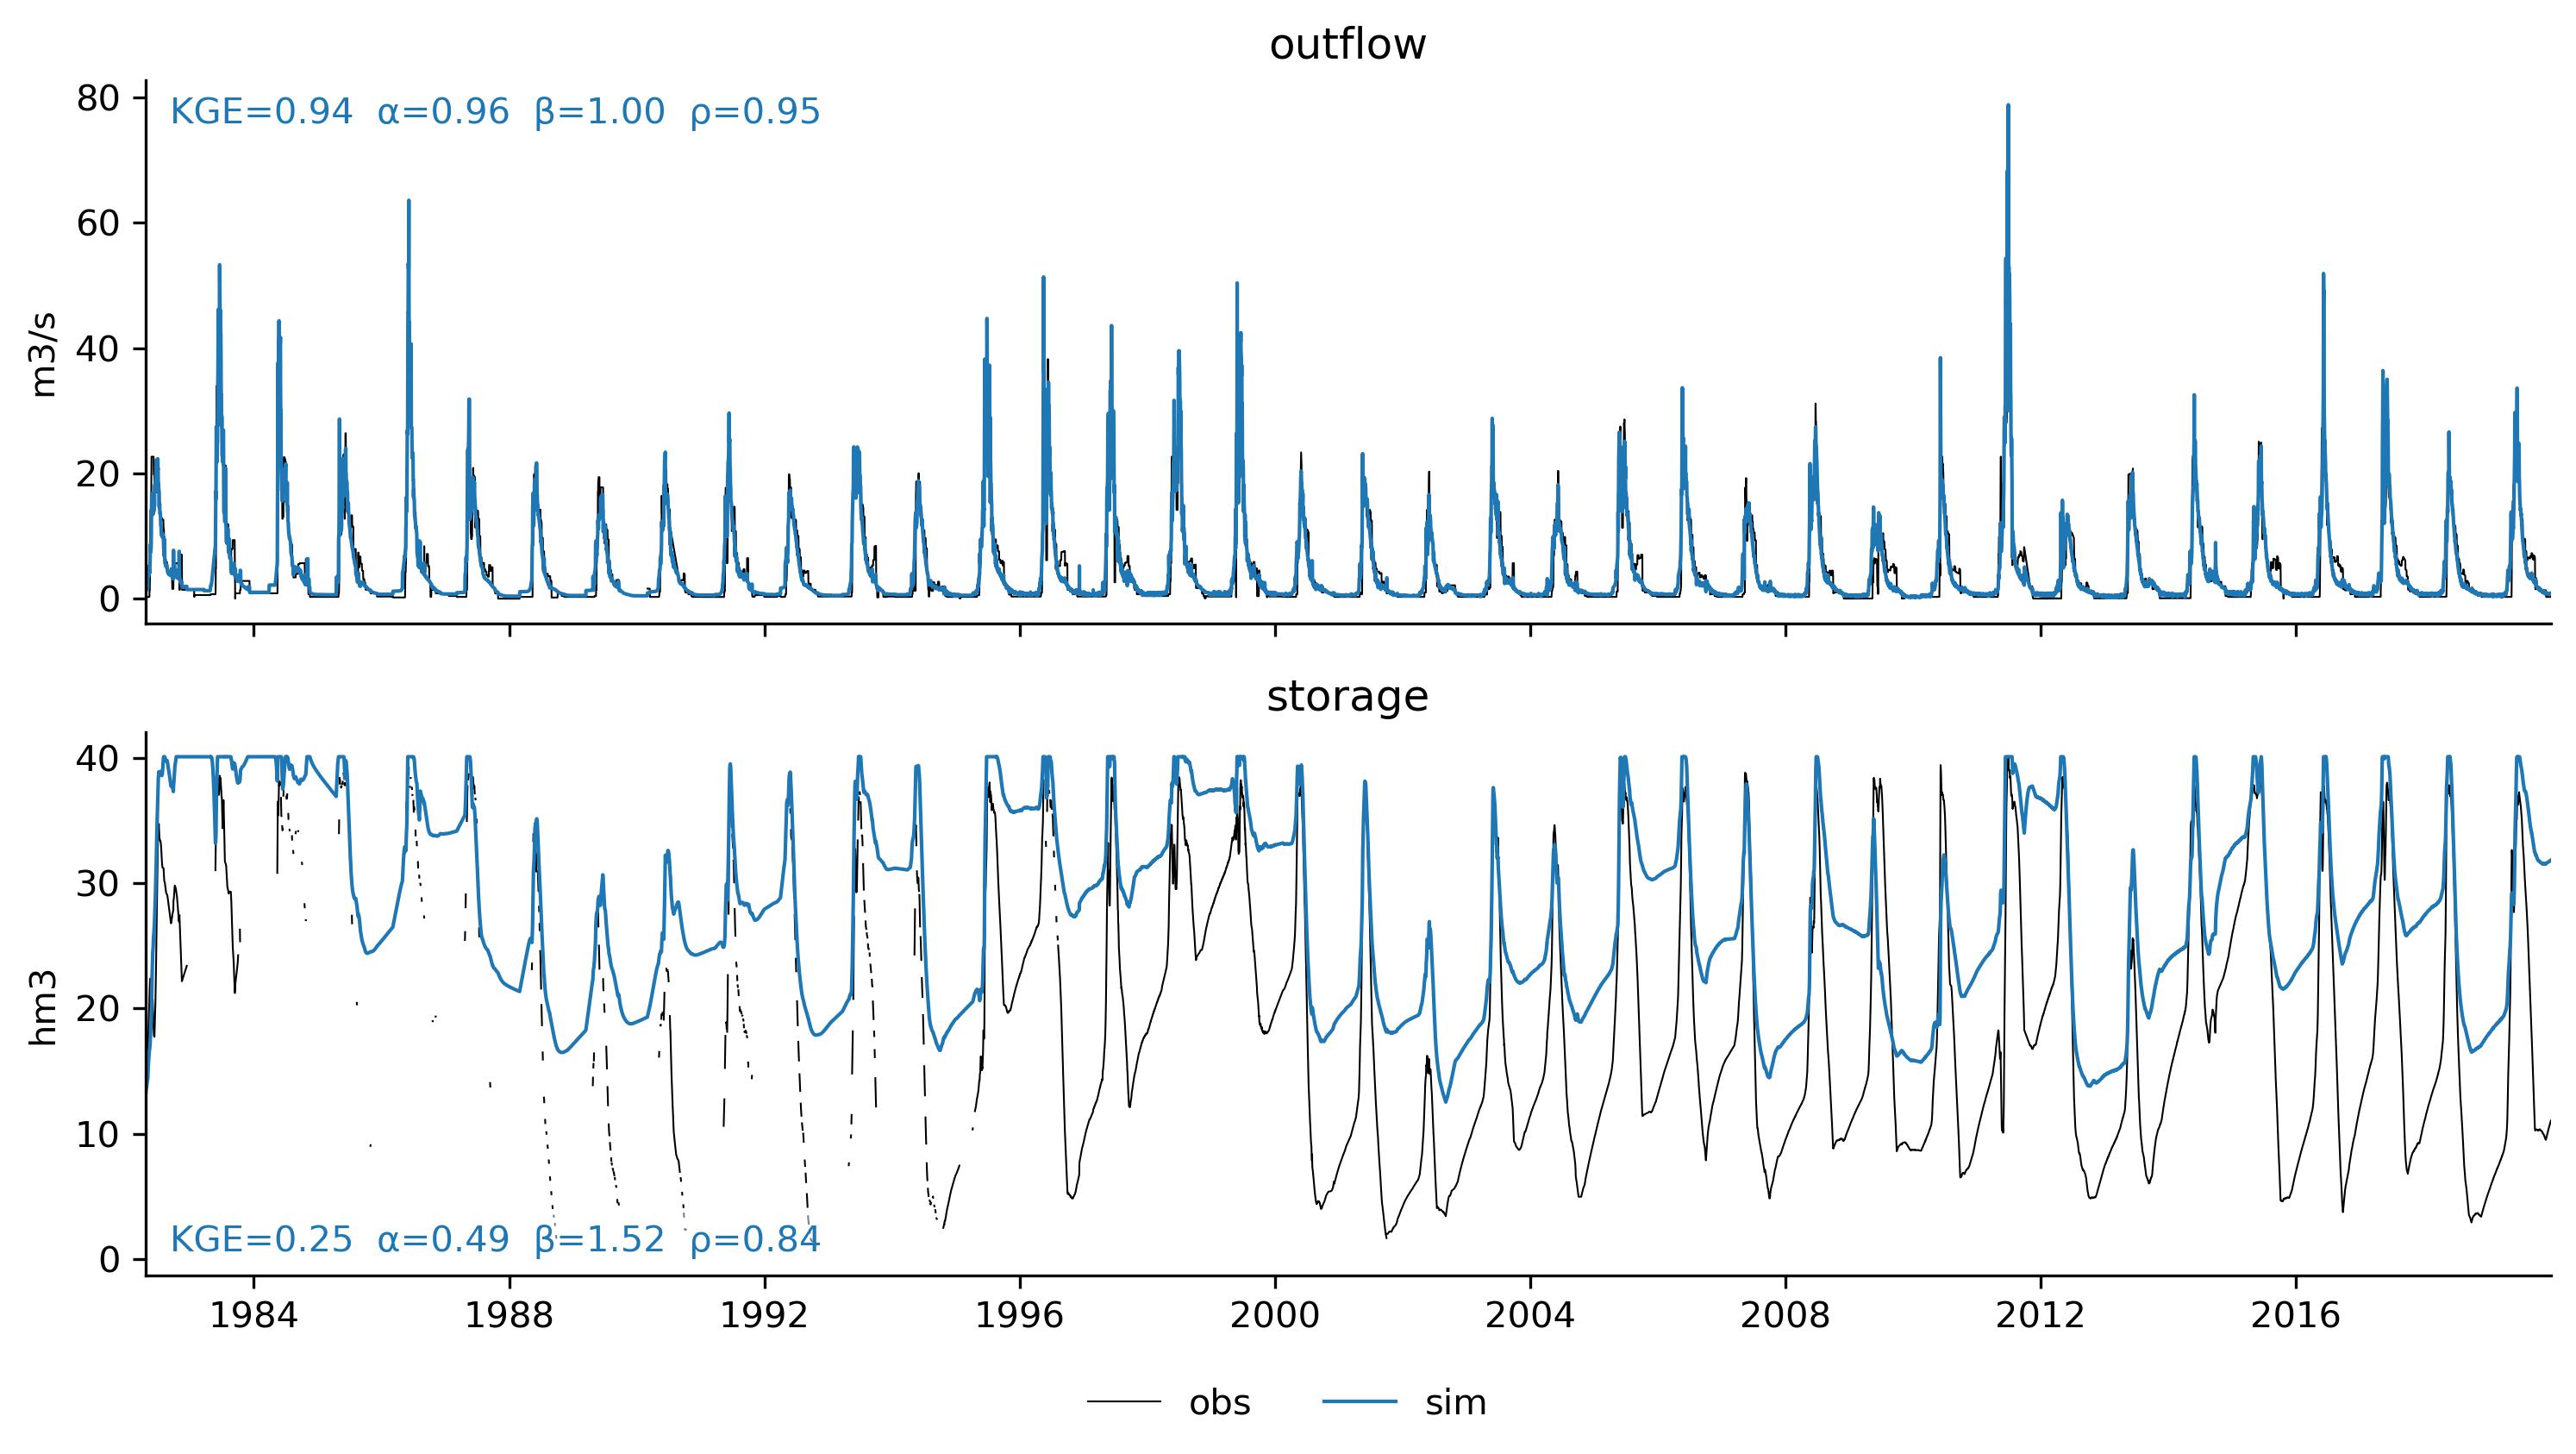 outflow
80
60
40
20
0
m3/s
KGE=0.94 α=0.96 β=1.00 ρ=0.95
storage
40
30
20
10
0
hm3
KGE=0.25 α=0.49 β=1.52 ρ=0.84
1984 1988 1992 1996 2000 2004 2008 2012 2016
obs sim